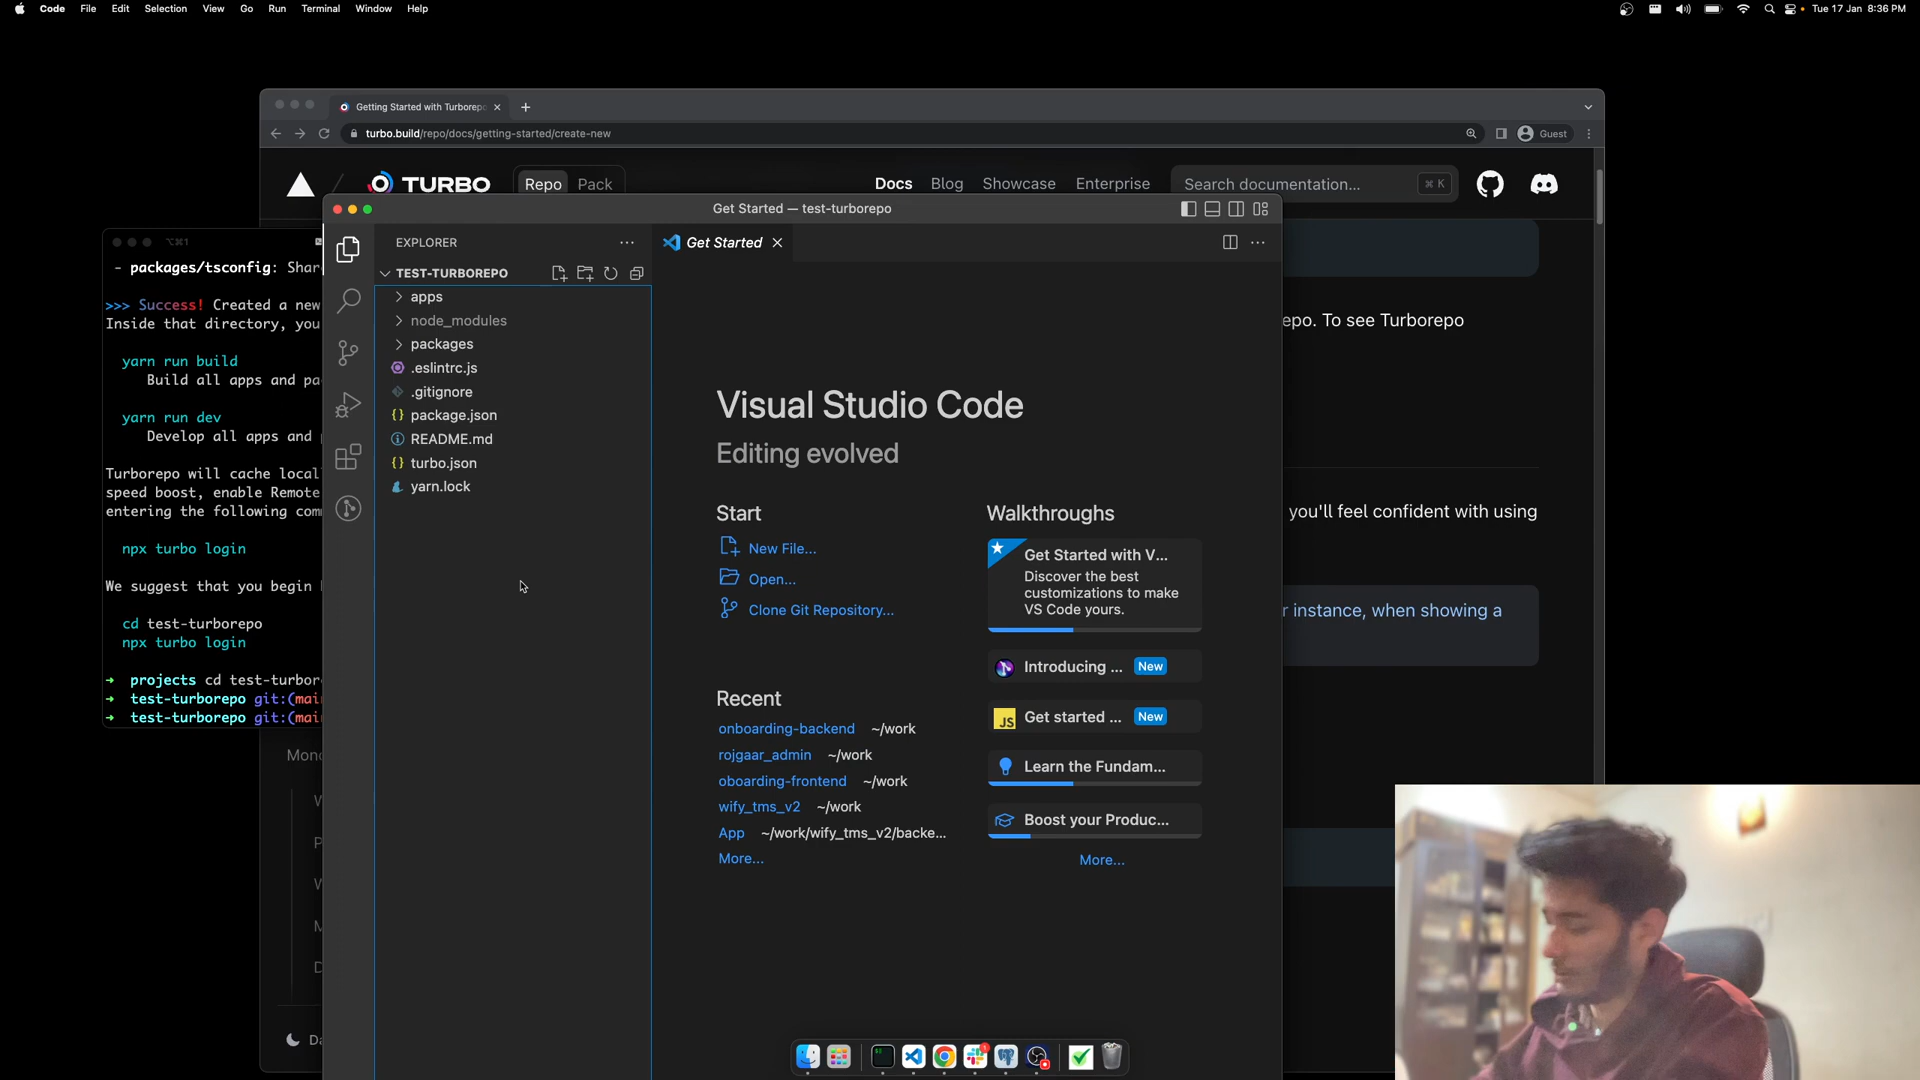 Code File Edit Selection View Go Run Terminal Window Help
Tue 17 Jan 8:36 PM
Getting Started with Turborepo
turbo.build/repo/docs/getting-started/create-new
Guest
TURBO
Repo Pack
Docs Blog Showcase Enterprise
Search documentation...
⌘ K
epo. To see Turborepo
you'll feel confident with using
r instance, when showing a
Mono
⌥⌘1
- packages/tsconfig: Shar
>>> Success! Created a new
Inside that directory, you
yarn run build
Build all apps and pa
yarn run dev
Develop all apps and
Turborepo will cache local
speed boost, enable Remote
entering the following com
npx turbo login
We suggest that you begin
cd test-turborepo
npx turbo login
→ projects cd test-turbor
→ test-turborepo git:(mai
→ test-turborepo git:(mai
Get Started — test-turborepo
EXPLORER
TEST-TURBOREPO
apps
node_modules
packages
.eslintrc.js
.gitignore
package.json
README.md
turbo.json
yarn.lock
Get Started
Visual Studio Code
Editing evolved
Start
New File...
Open...
Clone Git Repository...
Recent
onboarding-backend ~/work
rojgaar_admin ~/work
oboarding-frontend ~/work
wify_tms_v2 ~/work
App ~/work/wify_tms_v2/backe...
More...
Walkthroughs
Get Started with V...
Discover the best
customizations to make
VS Code yours.
Introducing ... New
JS Get started ... New
Learn the Fundam...
Boost your Produc...
More...